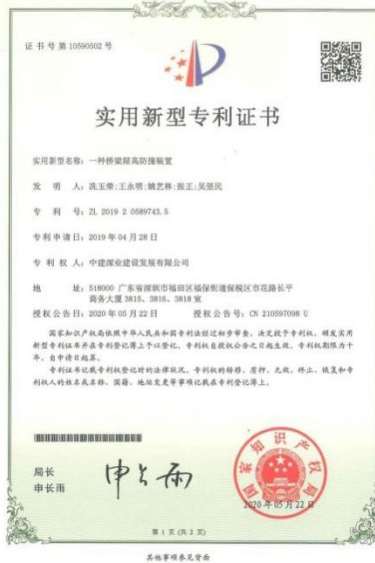 证书号第10590502号
实用新型专利证书
实用新型名称：一种桥梁限高防撞装置
发明人：冼玉荣;王永明;姚艺林;张正;吴坚民
专利号：ZL 2019 2 0589743.5
专利申请日：2019年04月28日
专利权人：中建深业建设发展有限公司
地址：518000 广东省深圳市福田区福保街道保税区市花路长平
商务大厦3815、3816、3818室
授权公告日：2020年05月22日 授权公告号：CN 210597098 U
国家知识产权局依照中华人民共和国专利法经过初步审查，决定授予专利权，颁发实用
新型专利证书并在专利登记簿上予以登记。专利权自授权公告之日起生效。专利权期限为十
年，自申请日起算。
专利证书记载专利权登记时的法律状况。专利权的转移、质押、无效、终止、恢复和专
利权人的姓名或名称、国籍、地址变更等事项记载在专利登记簿上。
局长
申长雨
申长雨
国家知识产权局
2020年05月22日
第 1 页 (共 2 页)
其他事项参见背面